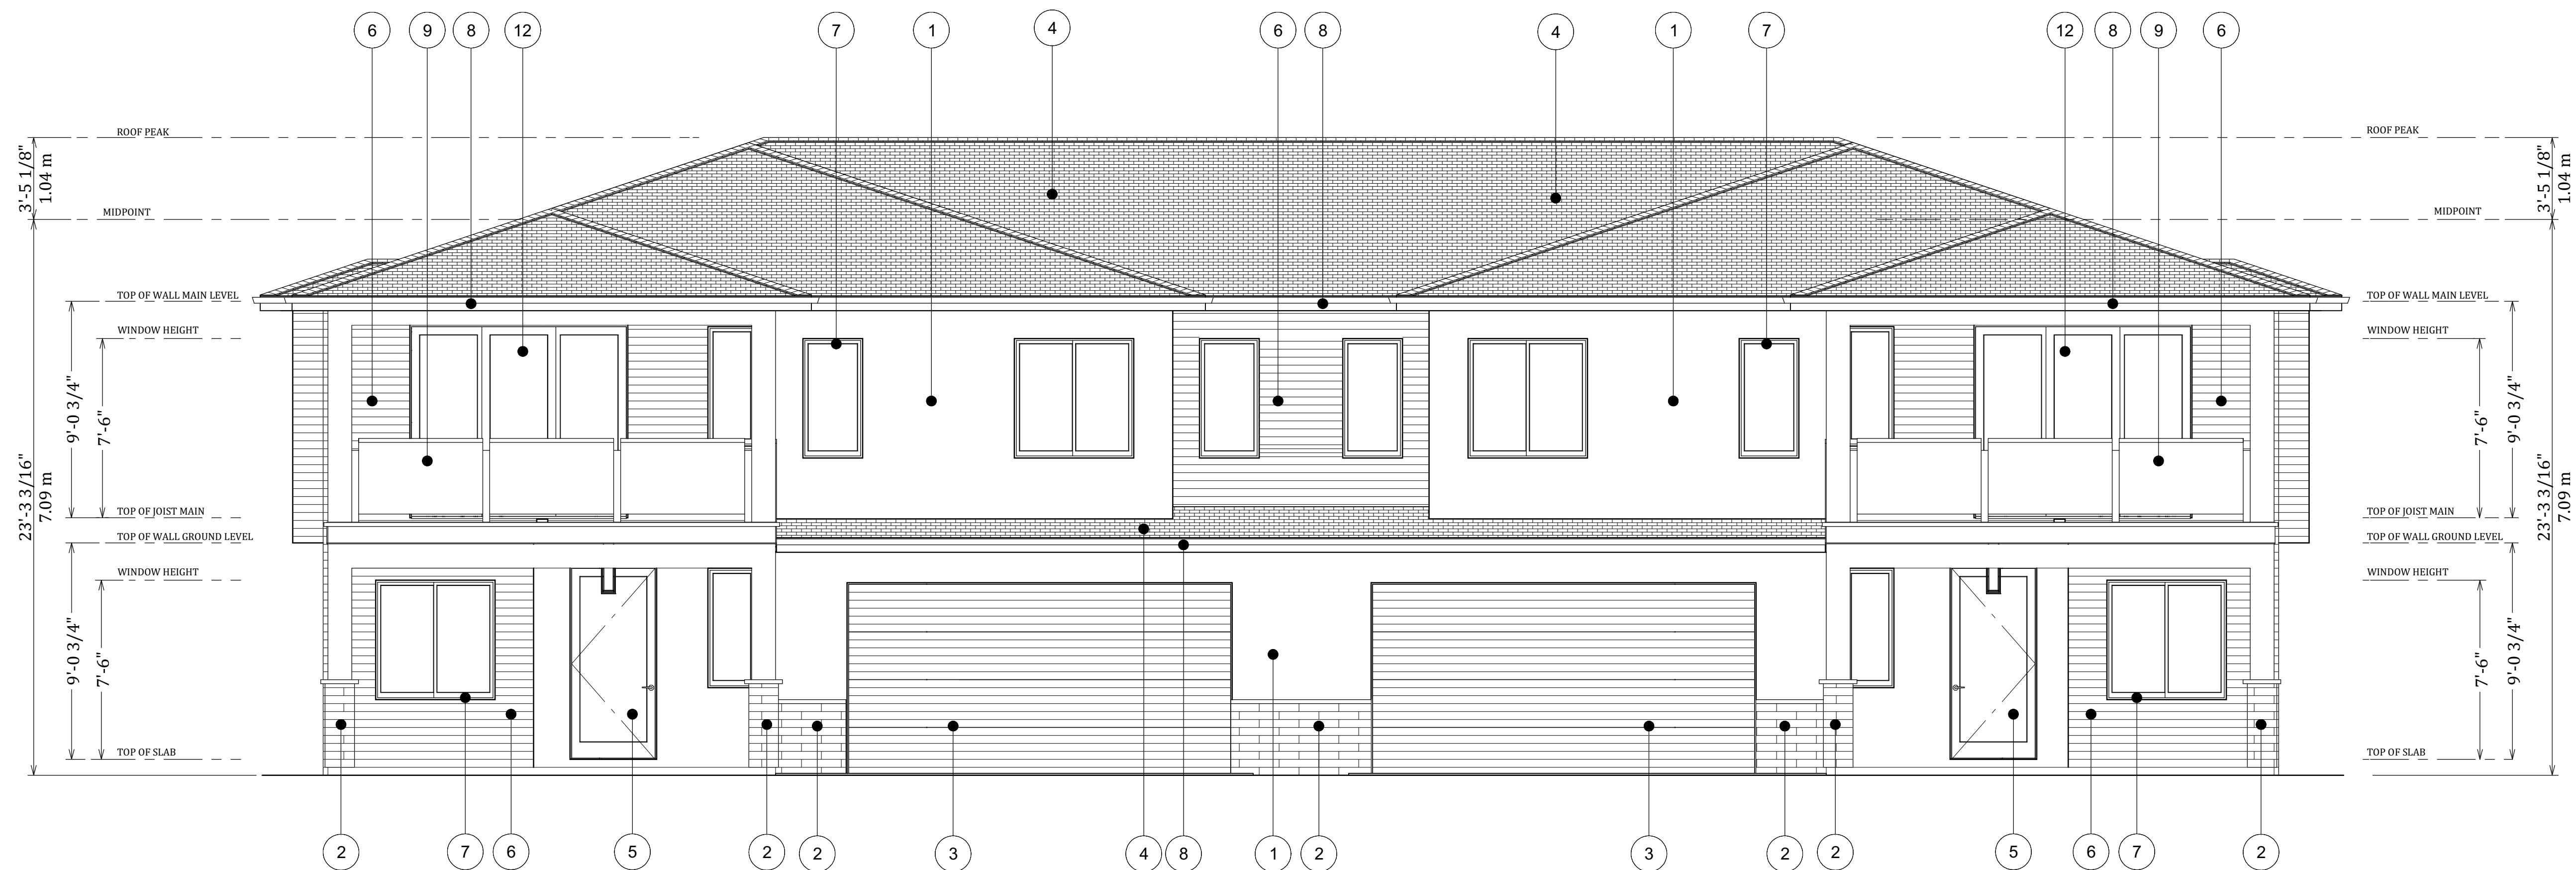 6 9 8 12 7 1 4 6 8 4 1 7 12 8 9 6
ROOF PEAK
3'-5 1/8"
1.04 m
MIDPOINT
TOP OF WALL MAIN LEVEL
WINDOW HEIGHT
9'-0 3/4"
7'-6"
23'-3 3/16"
7.09 m
TOP OF JOIST MAIN
TOP OF WALL GROUND LEVEL
WINDOW HEIGHT
9'-0 3/4"
7'-6"
TOP OF SLAB
ROOF PEAK
3'-5 1/8"
1.04 m
MIDPOINT
TOP OF WALL MAIN LEVEL
WINDOW HEIGHT
7'-6"
9'-0 3/4"
23'-3 3/16"
7.09 m
TOP OF JOIST MAIN
TOP OF WALL GROUND LEVEL
WINDOW HEIGHT
7'-6"
9'-0 3/4"
TOP OF SLAB
2 7 6 5 2 2 3 4 8 1 2 3 2 2 5 6 7 2